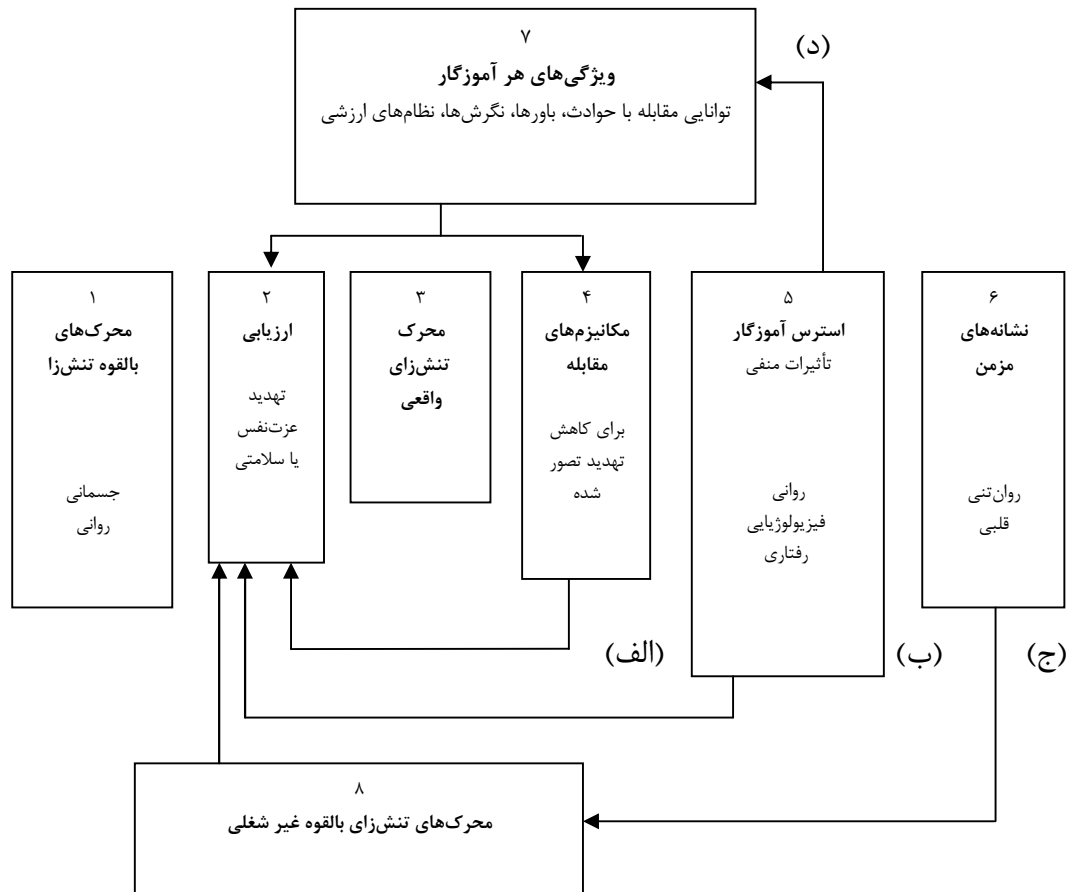 ۷
ویژگی‌های هر آموزگار
توانایی مقابله با حوادث، باورها، نگرش‌ها، نظام‌های ارزشی
(د)
۱
محرک‌های
بالقوه تنش‌زا
جسمانی
روانی
۲
ارزیابی
تهدید
عزت‌نفس
یا سلامتی
۳
محرک
تنش‌زای
واقعی
۴
مکانیزم‌های
مقابله
برای کاهش
تهدید تصور
شده
۵
استرس آموزگار
تأثیرات منفی
روانی
فیزیولوژیایی
رفتاری
۶
نشانه‌های
مزمن
روان‌تنی
قلبی
(الف)
(ب)
(ج)
۸
محرک‌های تنش‌زای بالقوه غیر شغلی